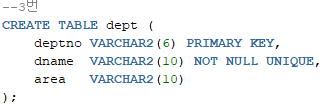 --3번
CREATE TABLE dept (
    deptno VARCHAR2(6) PRIMARY KEY,
    dname  VARCHAR2(10) NOT NULL UNIQUE,
    area   VARCHAR2(10)
);